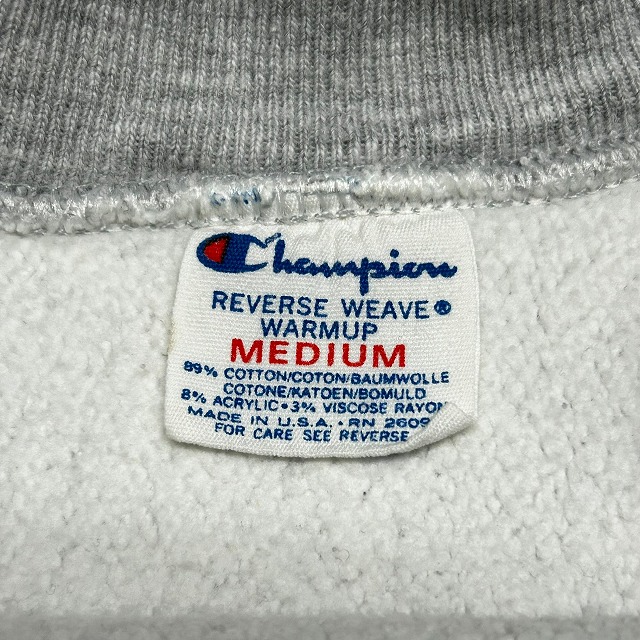 Champion
REVERSE WEAVE®
WARMUP
MEDIUM
89% COTTON/COTON/BAUMWOLLE
COTONE/KATOEN/BOMULD
8% ACRYLIC • 3% VISCOSE RAYON
MADE IN U.S.A. • RN 2609
FOR CARE SEE REVERSE